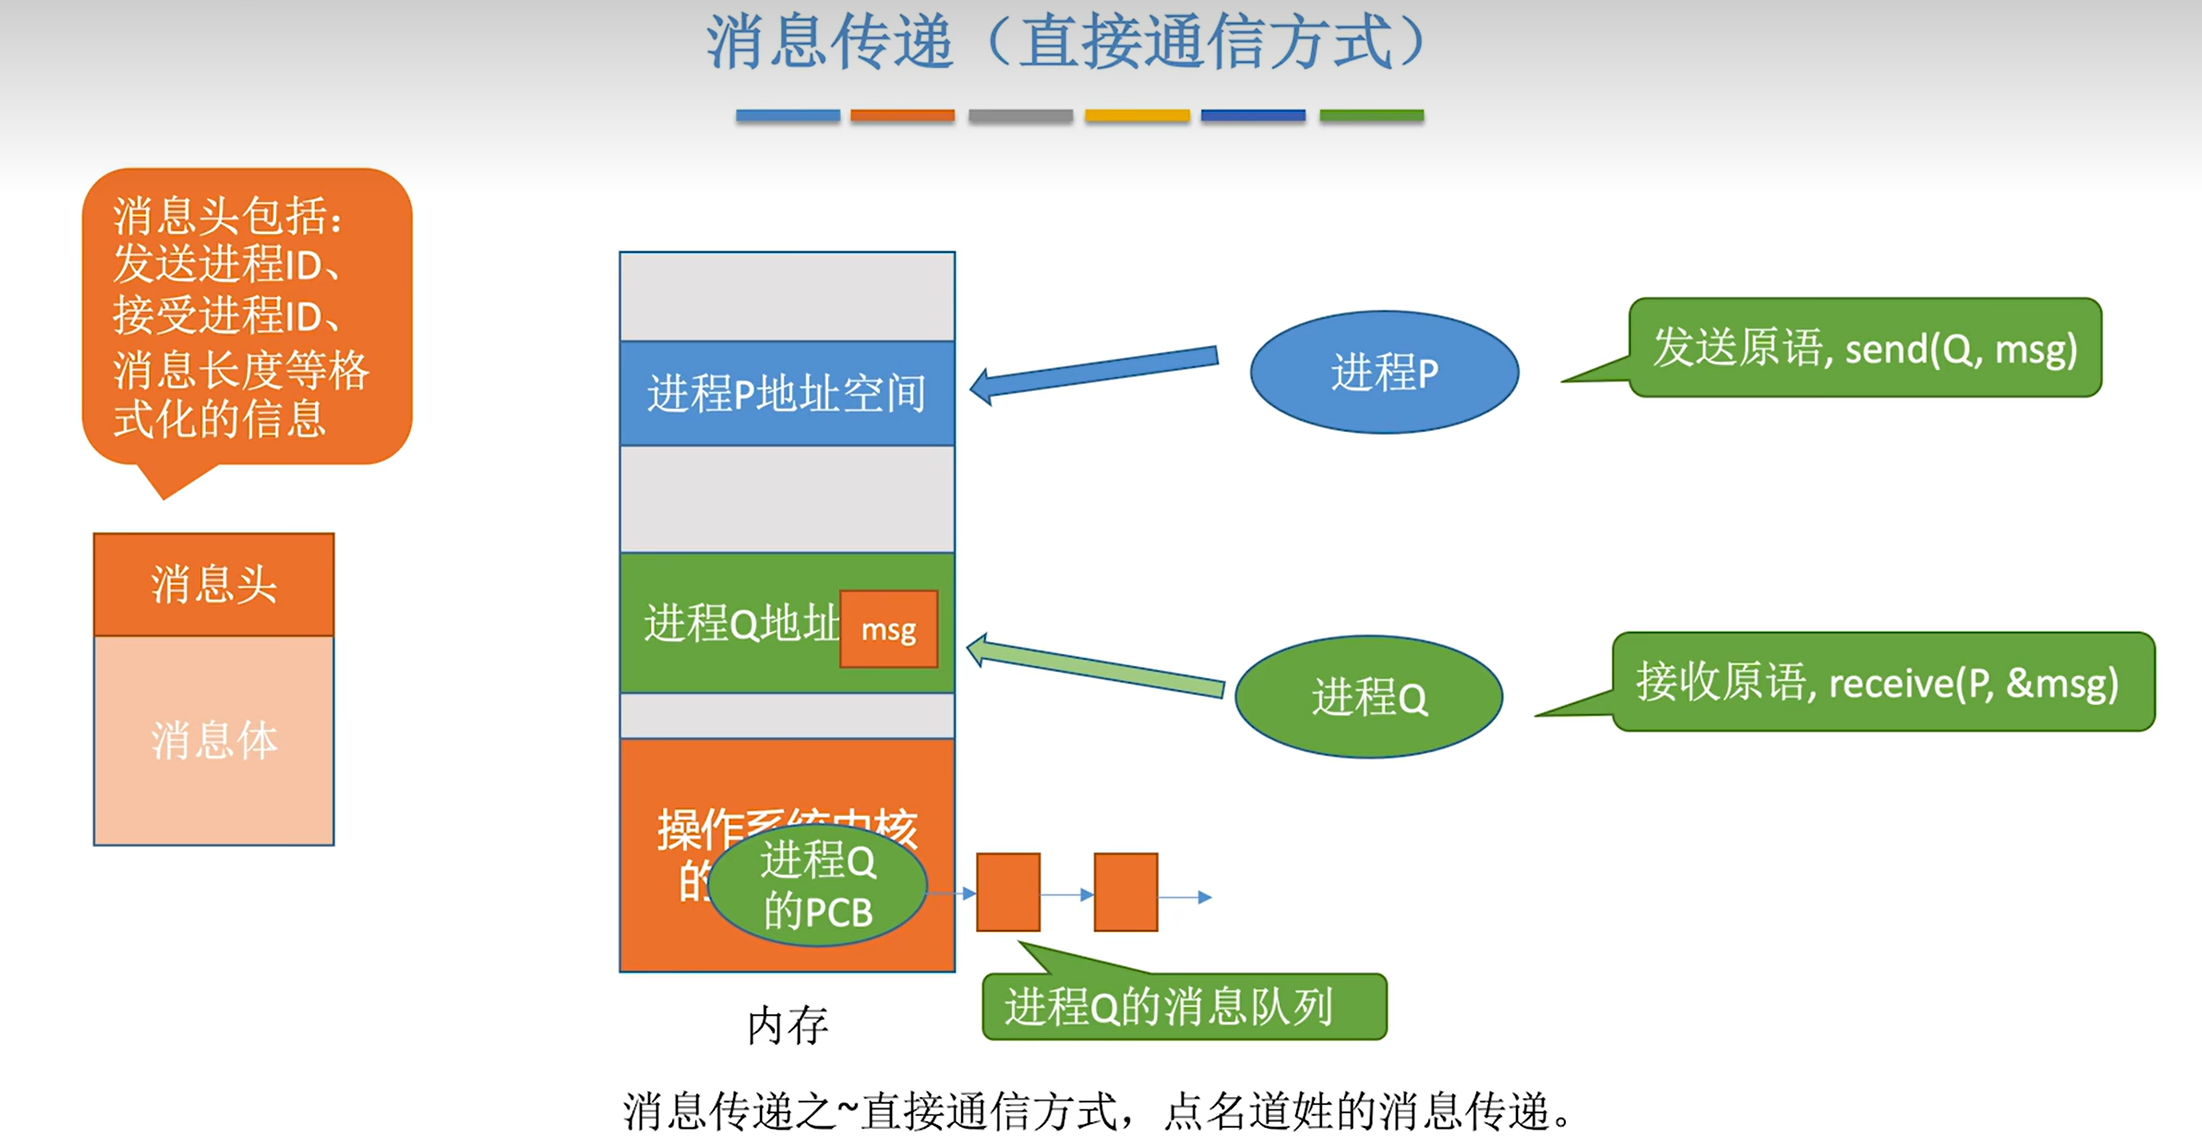 消息传递（直接通信方式）
消息头包括：
发送进程ID、
接受进程ID、
消息长度等格
式化的信息
消息头
消息体
进程P地址空间
进程Q地址
msg
操作系统内核
的
进程Q
的PCB
内存
进程P
发送原语, send(Q, msg)
进程Q
接收原语, receive(P, &msg)
进程Q的消息队列
消息传递之~直接通信方式，点名道姓的消息传递。